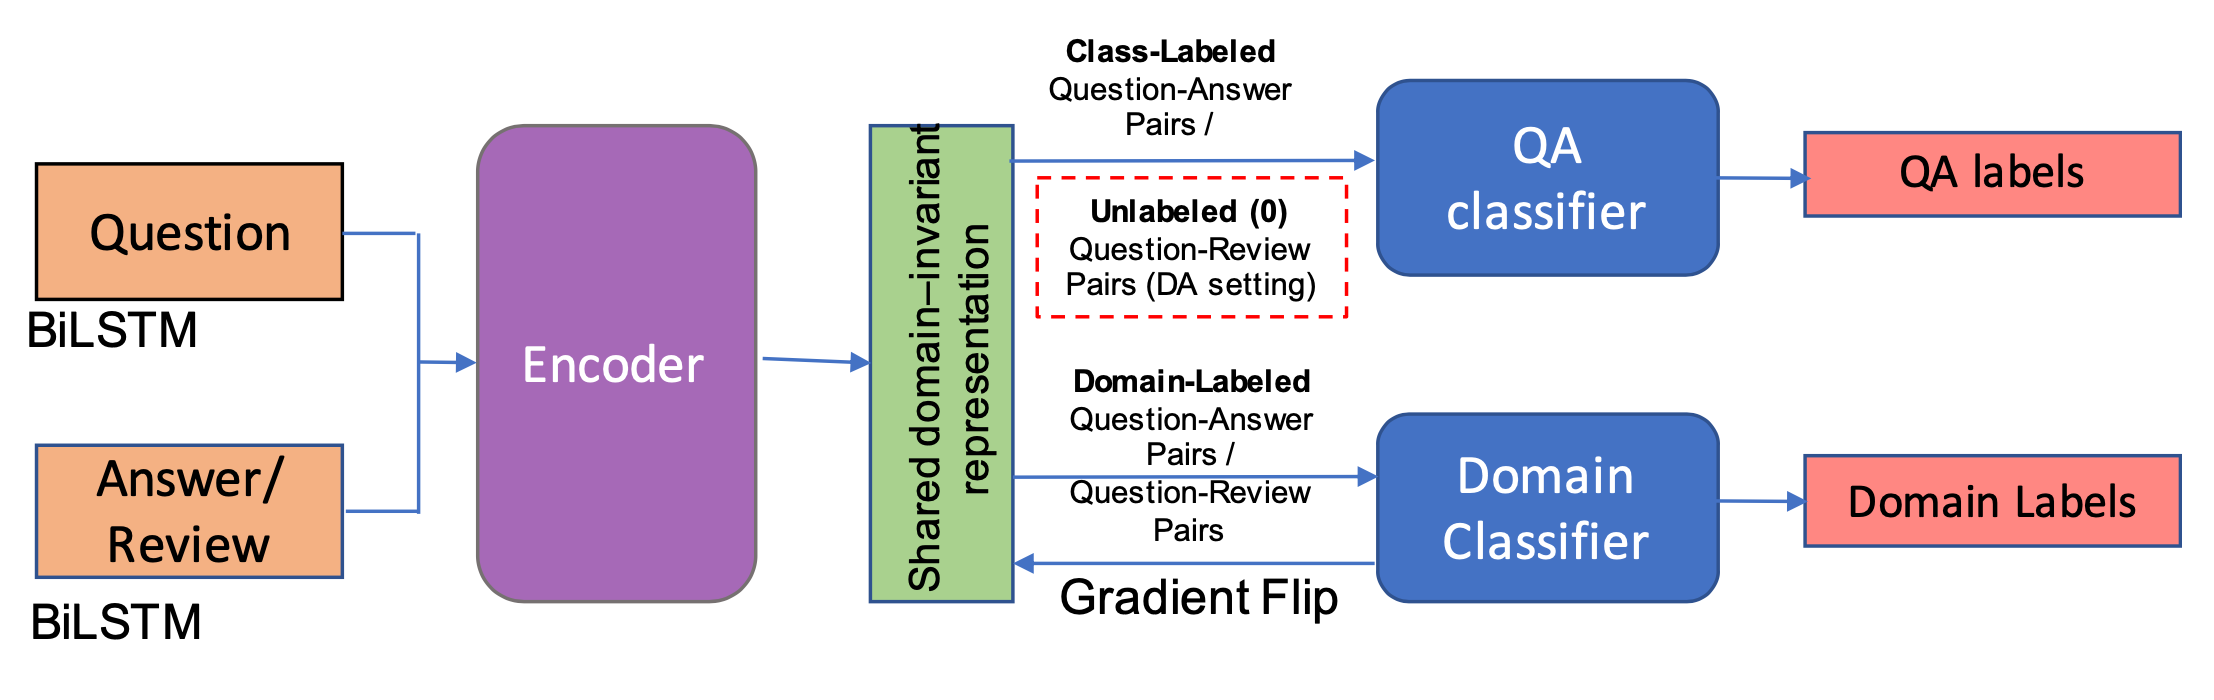 Question
BiLSTM
Answer/
Review
BiLSTM
Encoder
Shared domain–invariant
representation
Class-Labeled
Question-Answer
Pairs /
Unlabeled (0)
Question-Review
Pairs (DA setting)
Domain-Labeled
Question-Answer
Pairs /
Question-Review
Pairs
Gradient Flip
QA
classifier
Domain
Classifier
QA labels
Domain Labels